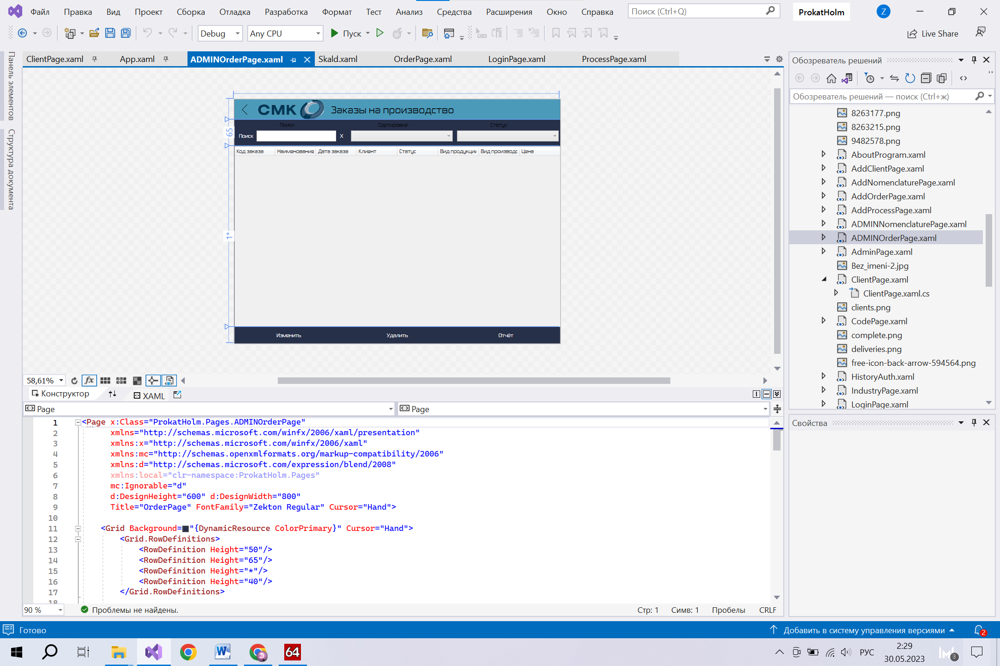 Файл Правка Вид Проект Сборка Отладка Разработка Формат Тест Анализ Средства Расширения Окно Справка Поиск (Ctrl+Q) ProkatHolm Z
Debug Any CPU Пуск Live Share
Панель элементов
Структура документа
ClientPage.xaml App.xaml ADMINOrderPage.xaml Skald.xaml OrderPage.xaml LoginPage.xaml ProcessPage.xaml
СМК Заказы на производство
Поиск: Сортировка: Статус:
65
Поиск X
Код заказа Наименование Дата заказа Клиент Статус Вид продукции Вид производс Цена
1*
Изменить Удалить Отчёт
58,61% fx
Конструктор XAML
Page Page
1 <Page x:Class="ProkatHolm.Pages.ADMINOrderPage"
2 xmlns="http://schemas.microsoft.com/winfx/2006/xaml/presentation"
3 xmlns:x="http://schemas.microsoft.com/winfx/2006/xaml"
4 xmlns:mc="http://schemas.openxmlformats.org/markup-compatibility/2006"
5 xmlns:d="http://schemas.microsoft.com/expression/blend/2008"
6 xmlns:local="clr-namespace:ProkatHolm.Pages"
7 mc:Ignorable="d"
8 d:DesignHeight="600" d:DesignWidth="800"
9 Title="OrderPage" FontFamily="Zekton Regular" Cursor="Hand">
10
11 <Grid Background="{DynamicResource ColorPrimary}" Cursor="Hand">
12 <Grid.RowDefinitions>
13 <RowDefinition Height="50"/>
14 <RowDefinition Height="65"/>
15 <RowDefinition Height="*"/>
16 <RowDefinition Height="40"/>
17 </Grid.RowDefinitions>
18
90 % Проблемы не найдены. Стр: 1 Симв: 1 Пробелы CRLF
Обозреватель решений
Обозреватель решений — поиск (Ctrl+ж)
8263177.png
8263215.png
9482578.png
AboutProgram.xaml
AddClientPage.xaml
AddNomenclaturePage.xaml
AddOrderPage.xaml
AddProcessPage.xaml
ADMINNomenclaturePage.xaml
ADMINOrderPage.xaml
AdminPage.xaml
Bez_imeni-2.jpg
ClientPage.xaml
ClientPage.xaml.cs
clients.png
CodePage.xaml
complete.png
deliveries.png
free-icon-back-arrow-594564.png
HistoryAuth.xaml
IndustryPage.xaml
LoginPage.xaml
Свойства
Готово Добавить в систему управления версиями 2
64 РУС 2:29 3
30.05.2023